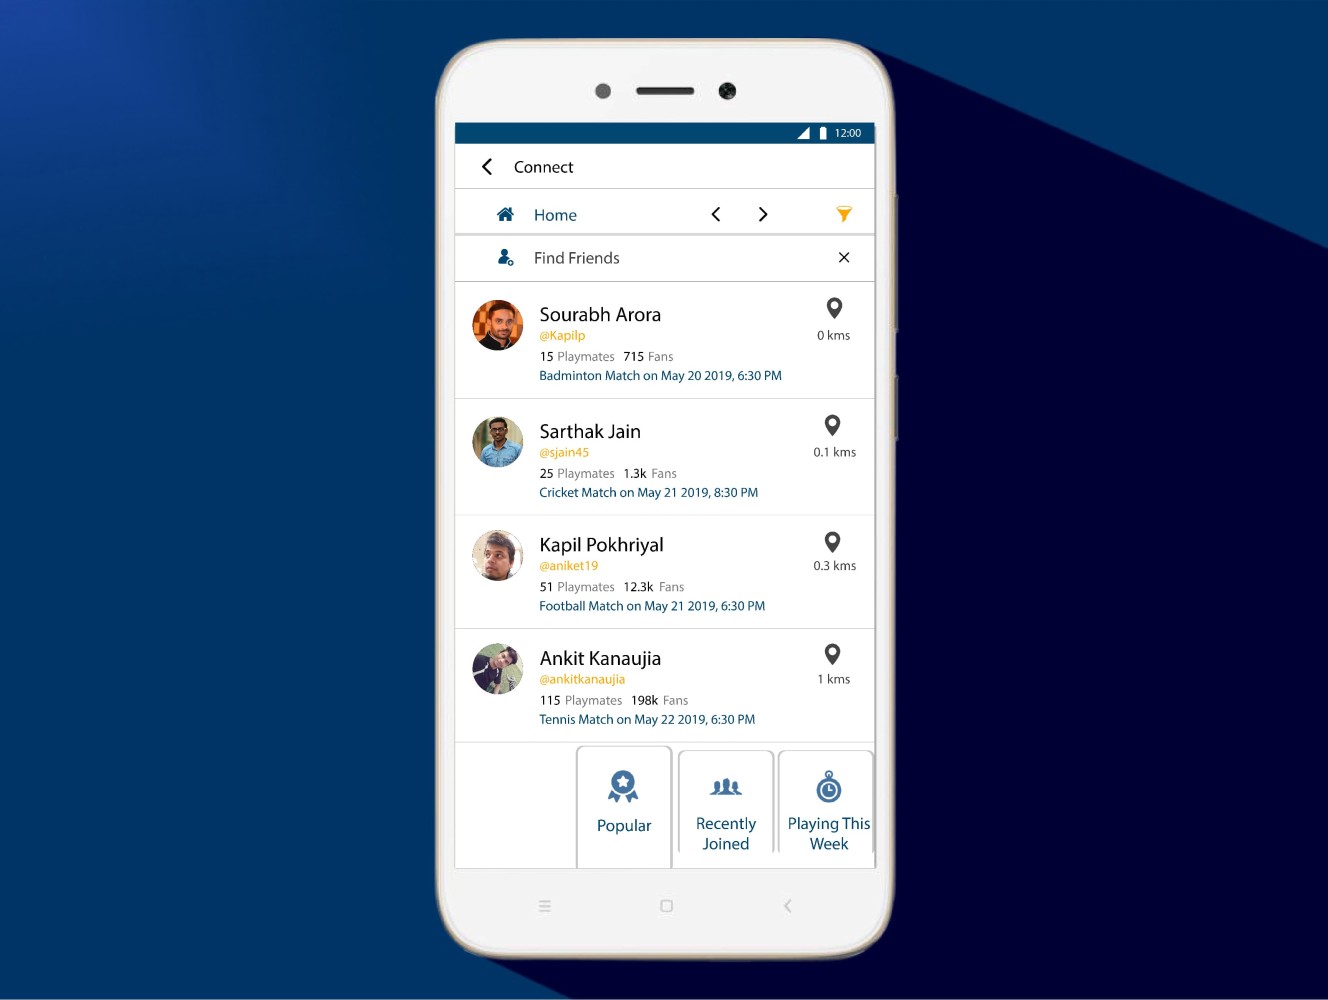 12:00
Connect
Home
Find Friends
Sourabh Arora
@Kapilp
0 kms
15 Playmates 715 Fans
Badminton Match on May 20 2019, 6:30 PM
Sarthak Jain
@sjain45
0.1 kms
25 Playmates 1.3k Fans
Cricket Match on May 21 2019, 8:30 PM
Kapil Pokhriyal
@aniket19
0.3 kms
51 Playmates 12.3k Fans
Football Match on May 21 2019, 6:30 PM
Ankit Kanaujia
@ankitkanaujia
1 kms
115 Playmates 198k Fans
Tennis Match on May 22 2019, 6:30 PM
Popular
Recently
Joined
Playing This
Week